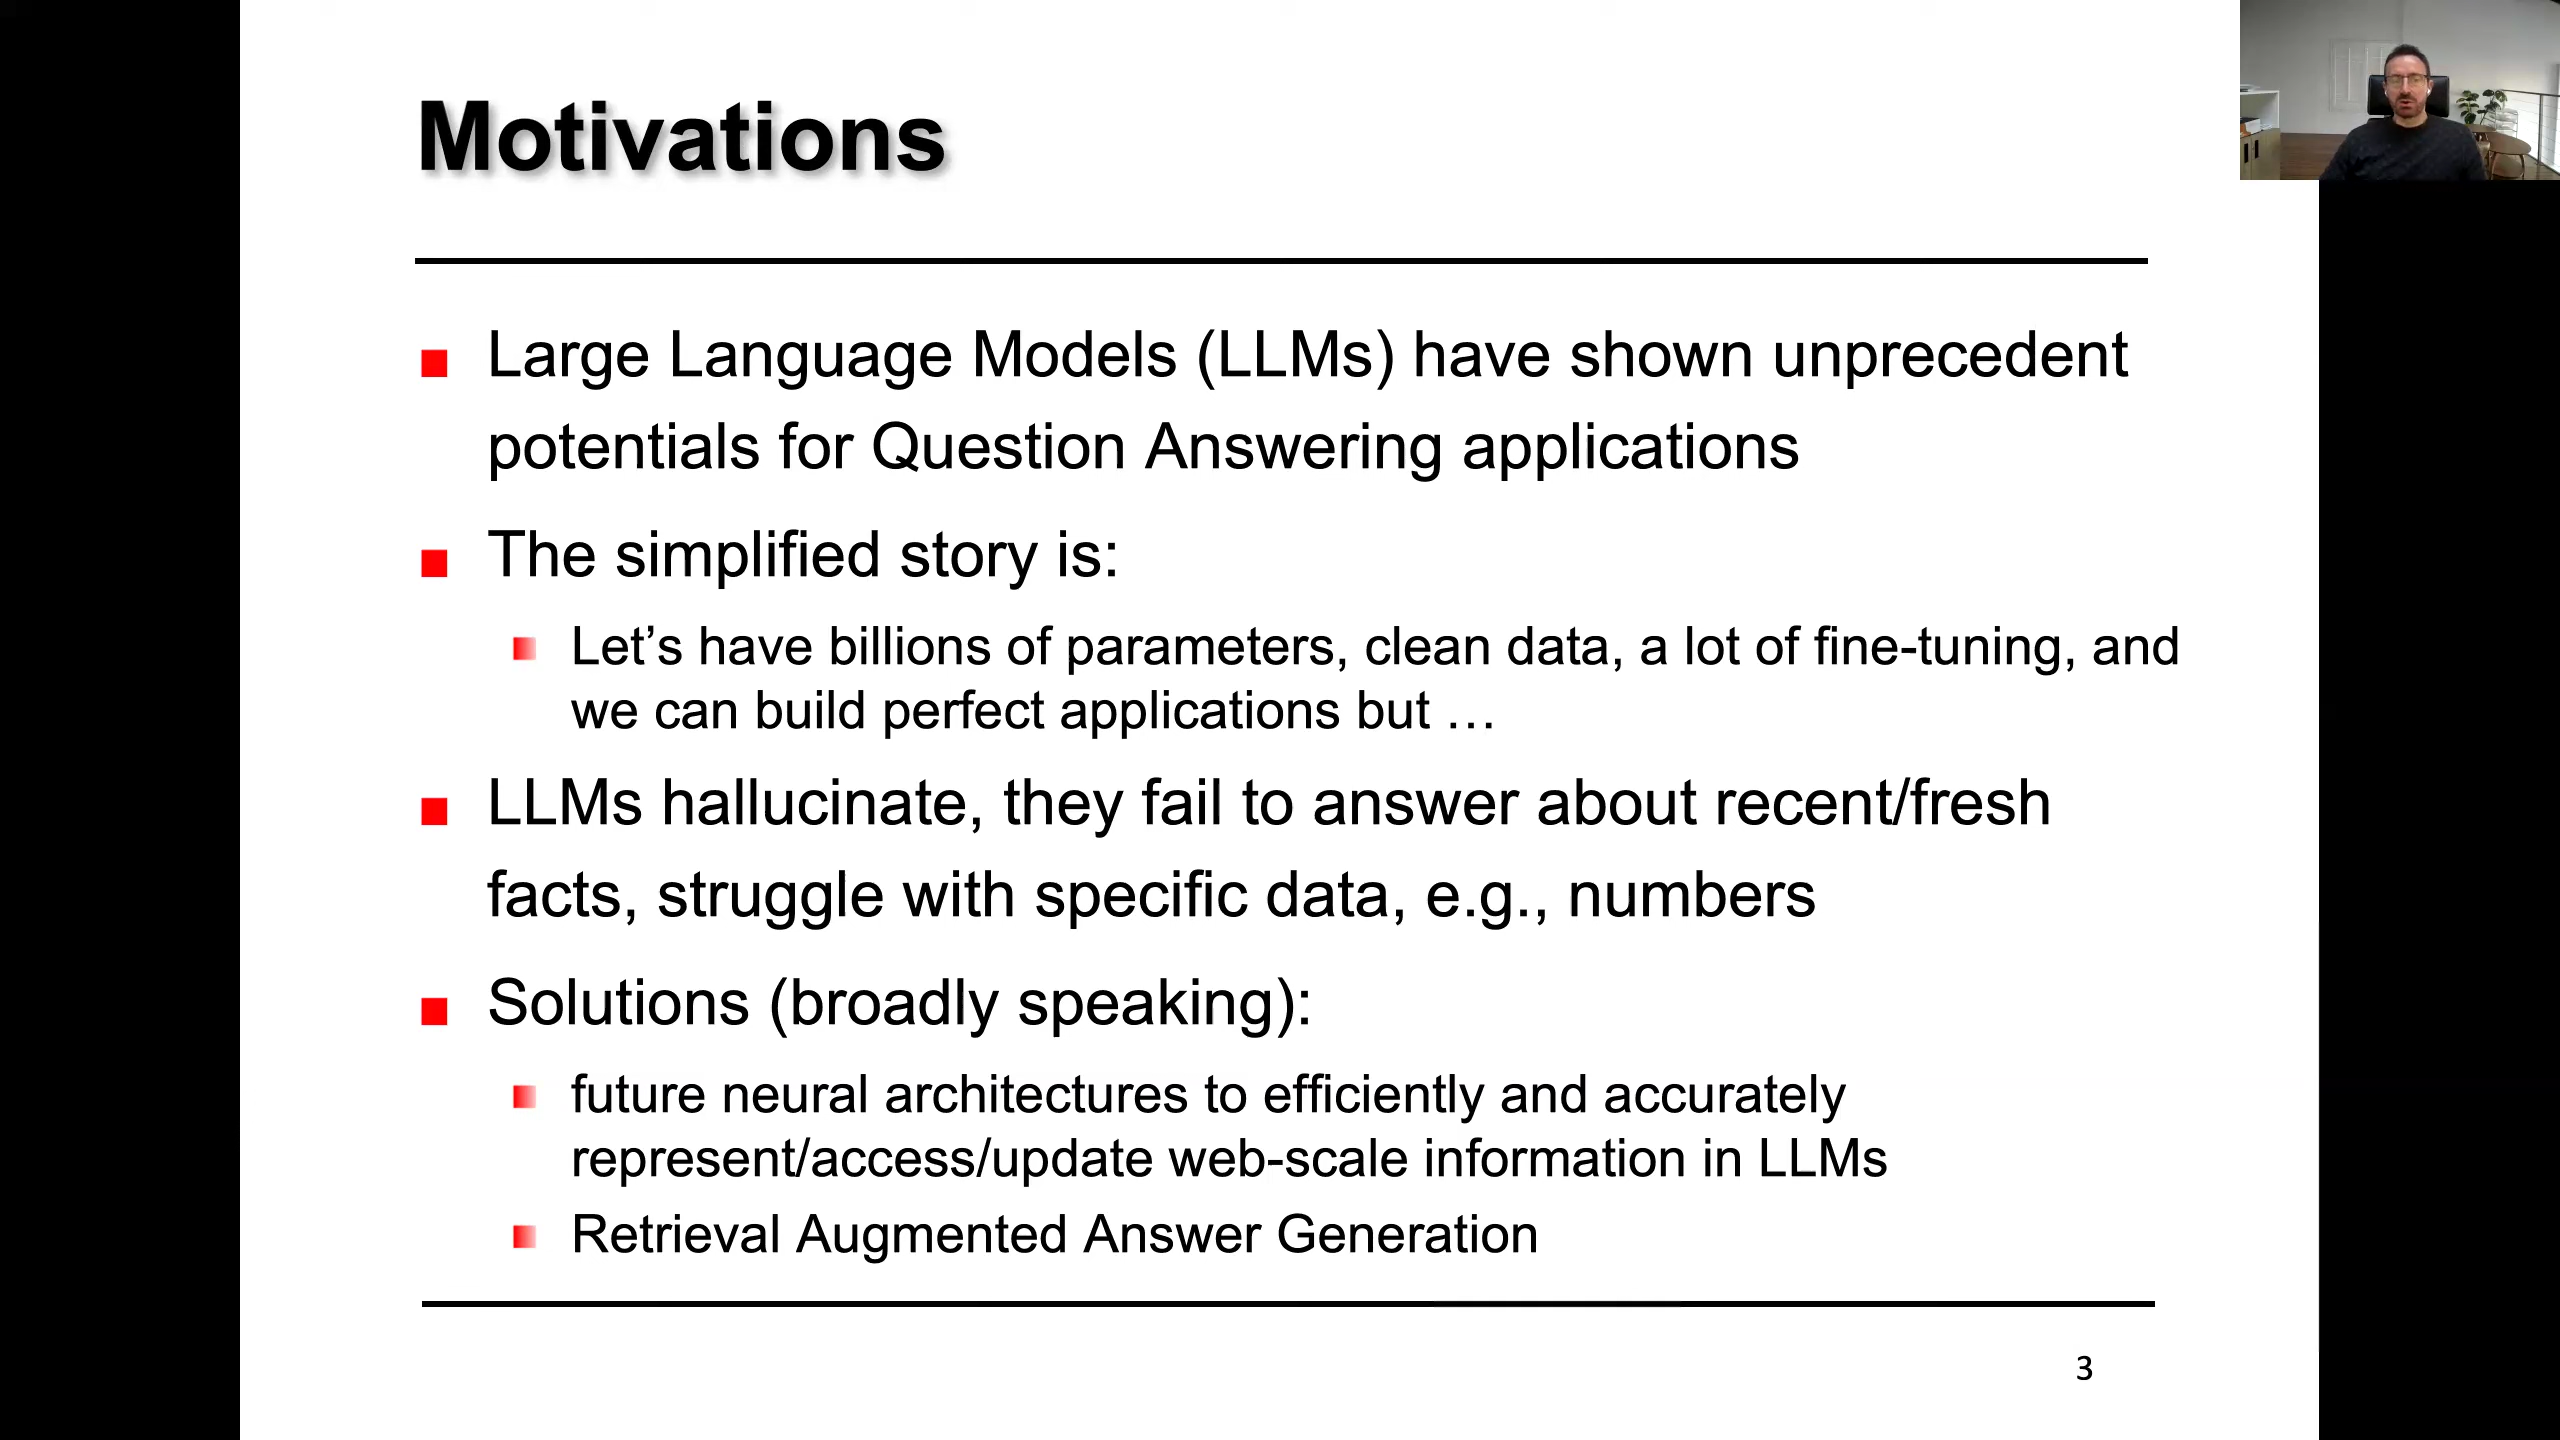 Motivations
Large Language Models (LLMs) have shown unprecedent
potentials for Question Answering applications
The simplified story is:
Let’s have billions of parameters, clean data, a lot of fine-tuning, and
we can build perfect applications but …
LLMs hallucinate, they fail to answer about recent/fresh
facts, struggle with specific data, e.g., numbers
Solutions (broadly speaking):
future neural architectures to efficiently and accurately
represent/access/update web-scale information in LLMs
Retrieval Augmented Answer Generation
3